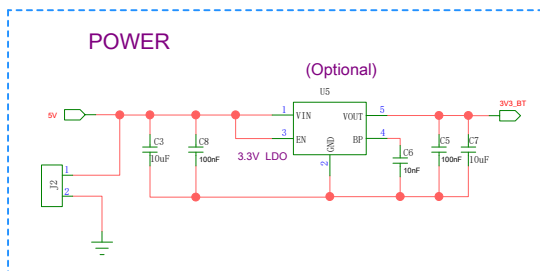 POWER
(Optional)
U5
5V
3V3_BT
1
VIN
VOUT
5
3
EN
BP
4
GND
2
3.3V LDO
C3
10uF
C8
100nF
C6
10nF
C5
100nF
C7
10uF
J2
1
2